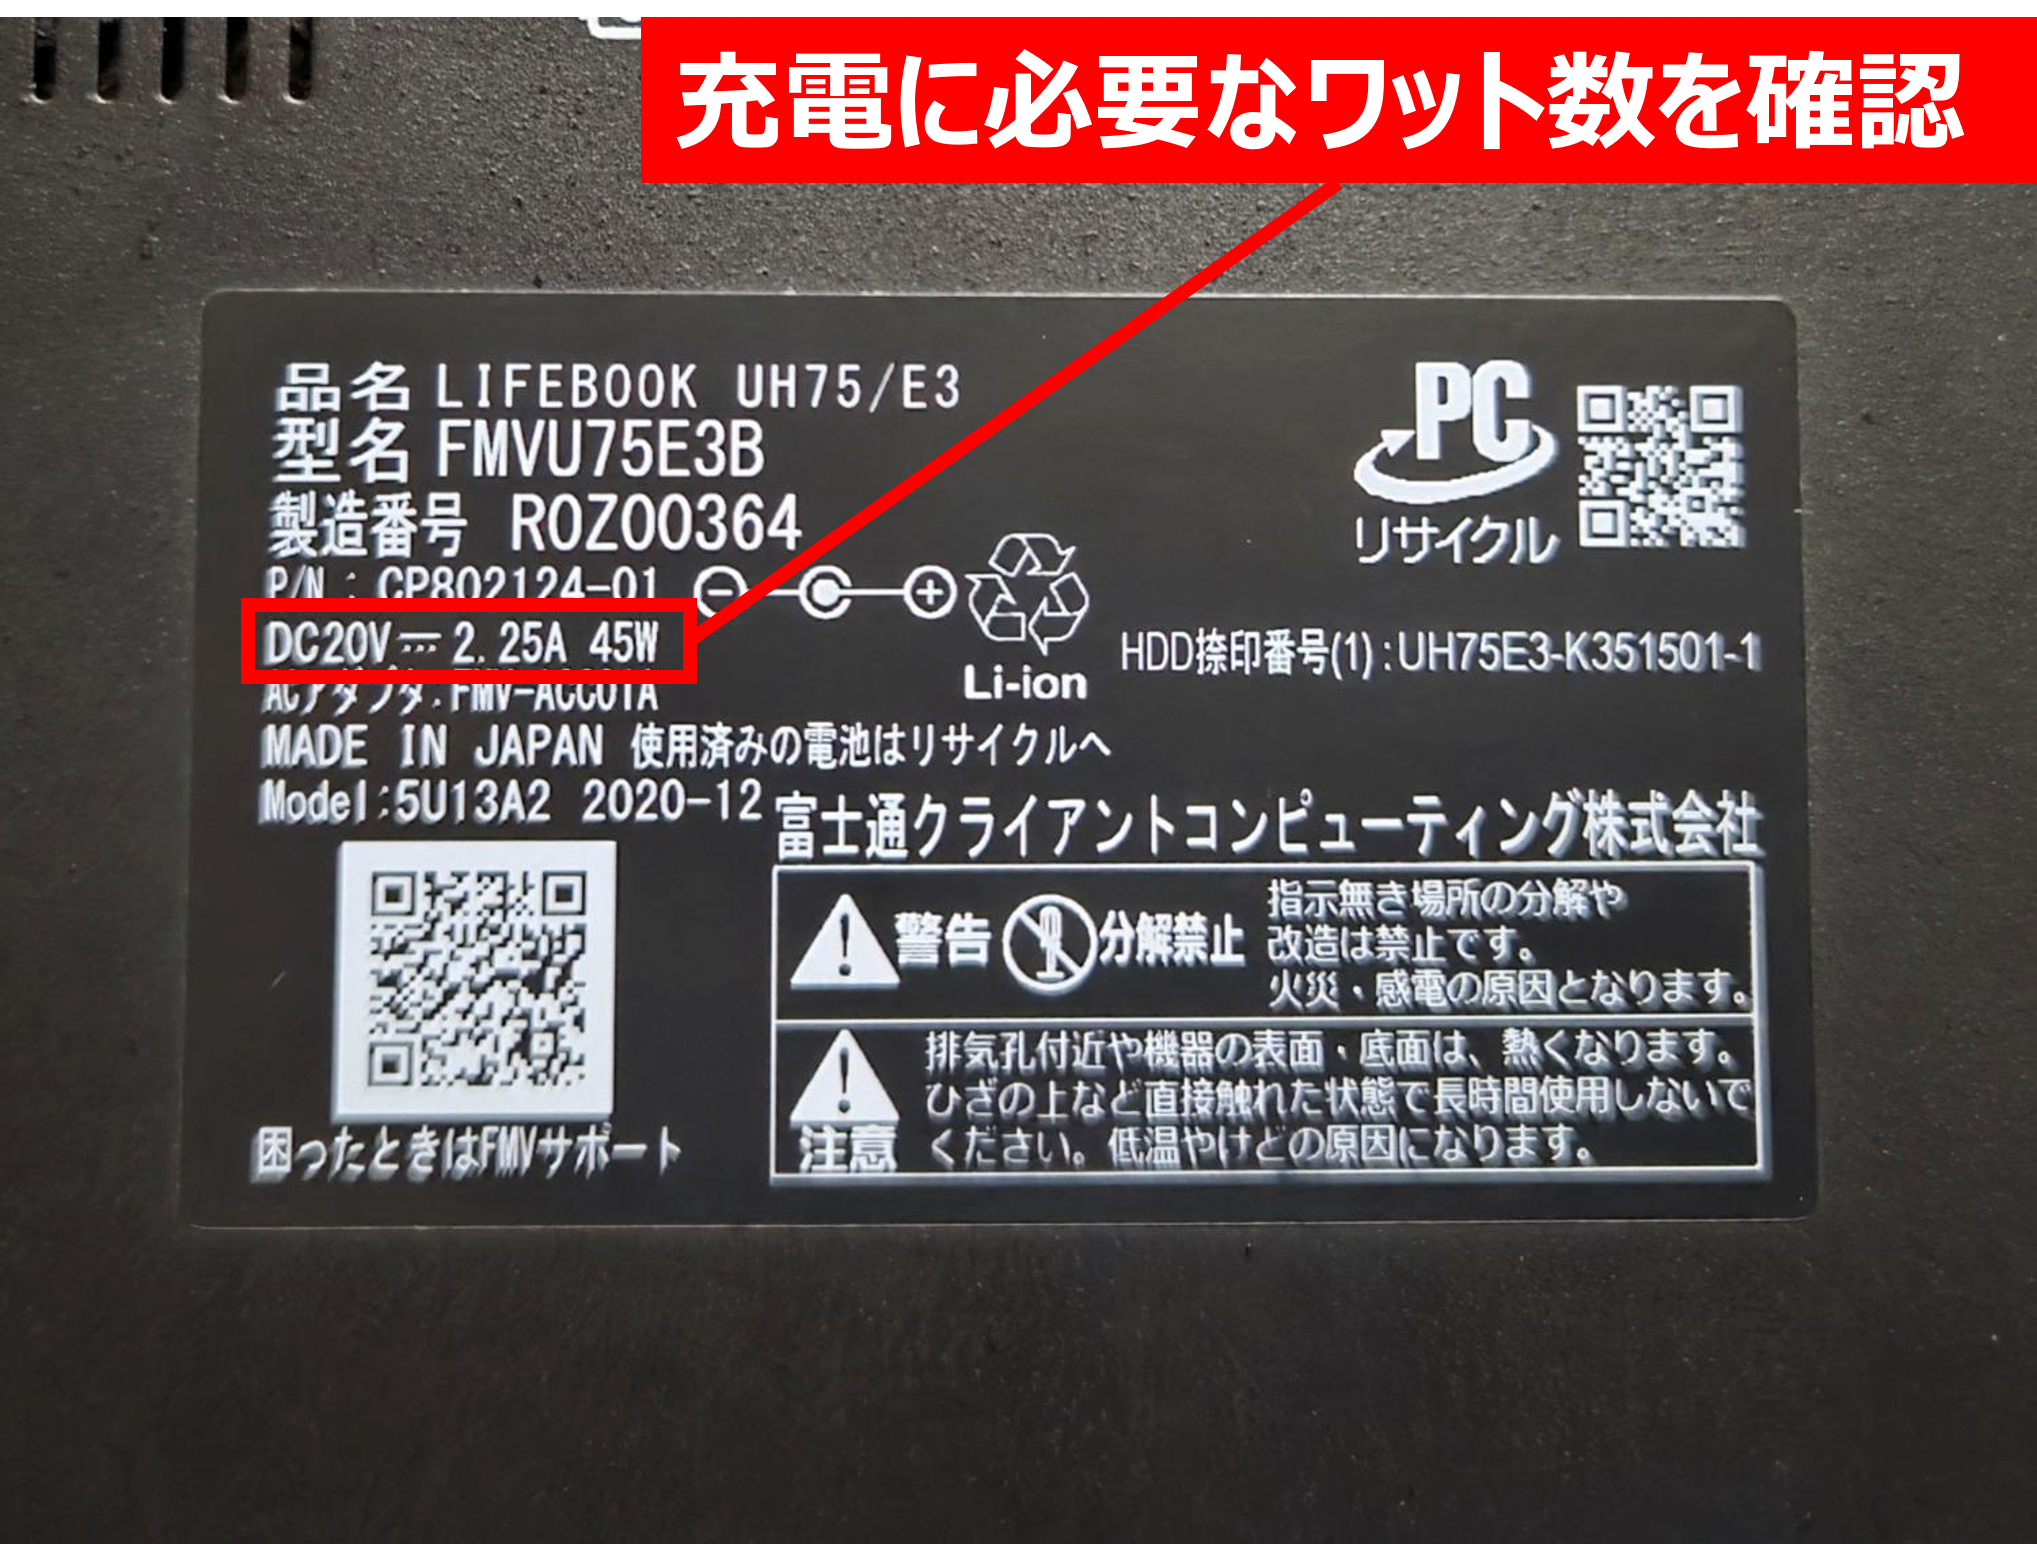 充電に必要なワット数を確認
品名 LIFEBOOK UH75/E3
型名 FMVU75E3B
製造番号 R0Z00364
P/N : CP802124-01
DC20V⎓2.25A 45W
ACアダプタ:FMV-ACC01A
MADE IN JAPAN 使用済みの電池はリサイクルへ
Model:5U13A2 2020-12
Li-ion
PC
リサイクル
HDD捺印番号(1):UH75E3-K351501-1
富士通クライアントコンピューティング株式会社
警告 分解禁止
指示無き場所の分解や
改造は禁止です。
火災・感電の原因となります。
注意
排気孔付近や機器の表面・底面は、熱くなります。
ひざの上など直接触れた状態で長時間使用しないで
ください。低温やけどの原因になります。
困ったときはFMVサポート